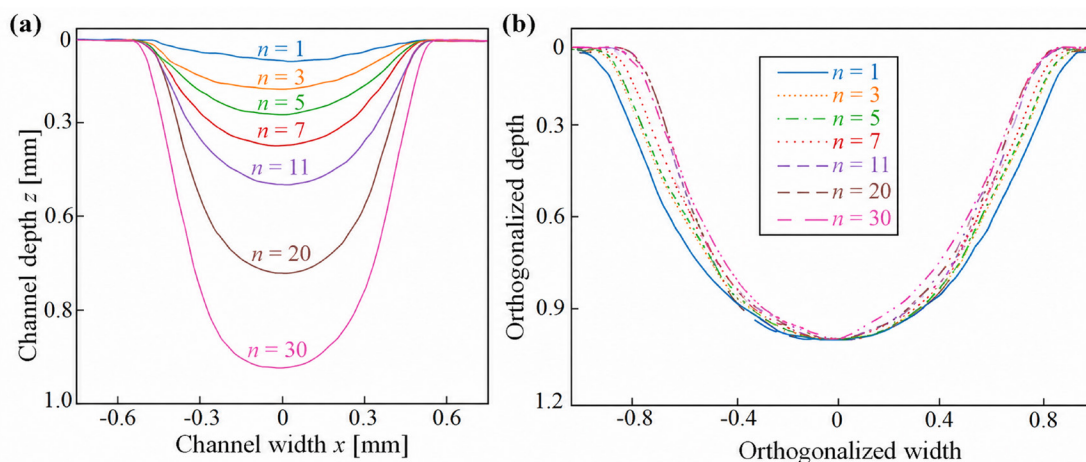 (a)
0
0.3
0.6
0.8
1.0
Channel depth z [mm]
n = 1
n = 3
n = 5
n = 7
n = 11
n = 20
n = 30
-0.6
-0.3
0
0.3
0.6
Channel width x [mm]
(b)
0
0.3
0.6
0.9
1.2
Orthogonalized depth
n = 1
n = 3
n = 5
n = 7
n = 11
n = 20
n = 30
-0.8
-0.4
0
0.4
0.8
Orthogonalized width